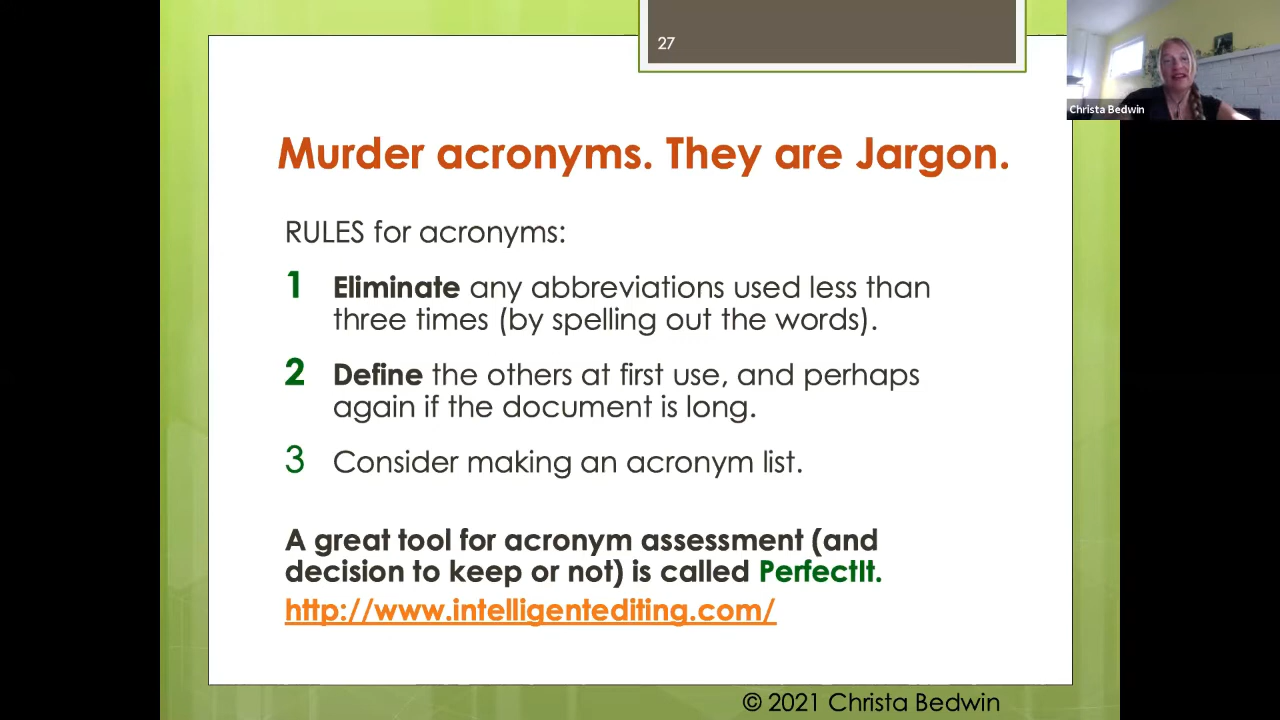 27
Christa Bedwin
Murder acronyms. They are Jargon.
RULES for acronyms:
1 Eliminate any abbreviations used less than
three times (by spelling out the words).
2 Define the others at first use, and perhaps
again if the document is long.
3 Consider making an acronym list.
A great tool for acronym assessment (and
decision to keep or not) is called PerfectIt.
http://www.intelligentediting.com/
© 2021 Christa Bedwin